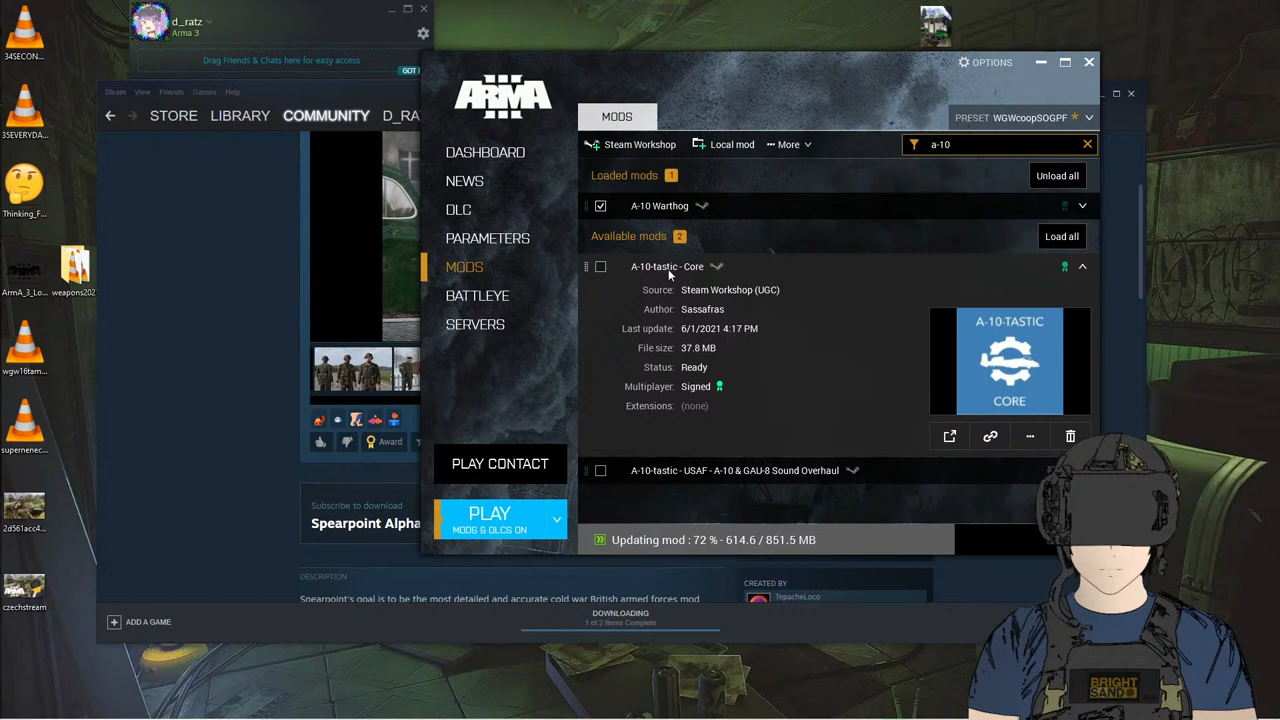 34SECON...
35EVERYDA...
Thinking_F...
ArmA_3_Lo...
weapons202
wgw16tam...
supernenec...
2d561acc4...
czechstream
d_ratz
Arma 3
Drag Friends & Chats here for easy access
GOT
Steam View Friends Games Help
STORE LIBRARY COMMUNITY D_RA
Award
Subscribe to download
Spearpoint Alpha
DESCRIPTION
Spearpoint's goal is to be the most detailed and accurate cold war British armed forces mod
CREATED BY
TepacheLoco
ADD A GAME
DOWNLOADING
1 of 2 Items Complete
ARMA III
OPTIONS
DASHBOARD
NEWS
DLC
PARAMETERS
MODS
BATTLEYE
SERVERS
PLAY CONTACT
PLAY
MODS & DLCS ON
MODS
PRESET WGWcoopSOGPF *
Steam Workshop Local mod ••• More
a-10
Loaded mods 1
Unload all
A-10 Warthog
Available mods 2
Load all
A-10-tastic - Core
Source: Steam Workshop (UGC)
Author: Sassafras
Last update: 6/1/2021 4:17 PM
File size: 37.8 MB
Status: Ready
Multiplayer: Signed
Extensions: (none)
A-10-TASTIC
CORE
A-10-tastic - USAF - A-10 & GAU-8 Sound Overhaul
Updating mod : 72 % - 614.6 / 851.5 MB
BRIGHT
SAND